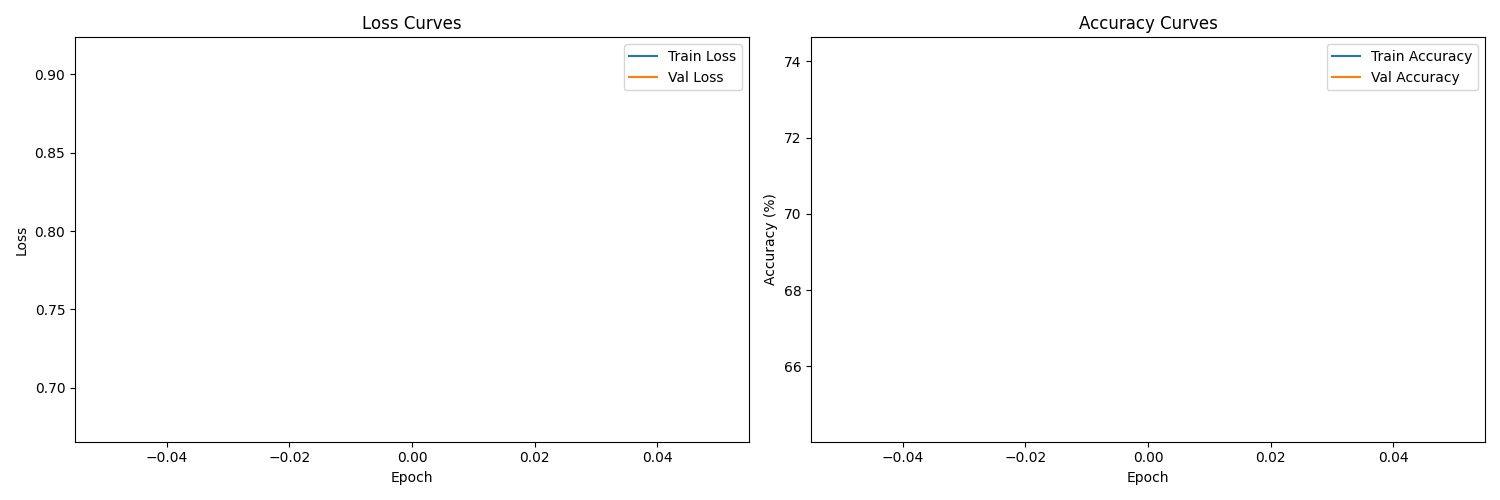 Loss Curves
Train Loss
Val Loss
0.90
0.85
0.80
0.75
0.70
Loss
−0.04
−0.02
0.00
0.02
0.04
Epoch
Accuracy Curves
Train Accuracy
Val Accuracy
74
72
70
68
66
Accuracy (%)
−0.04
−0.02
0.00
0.02
0.04
Epoch